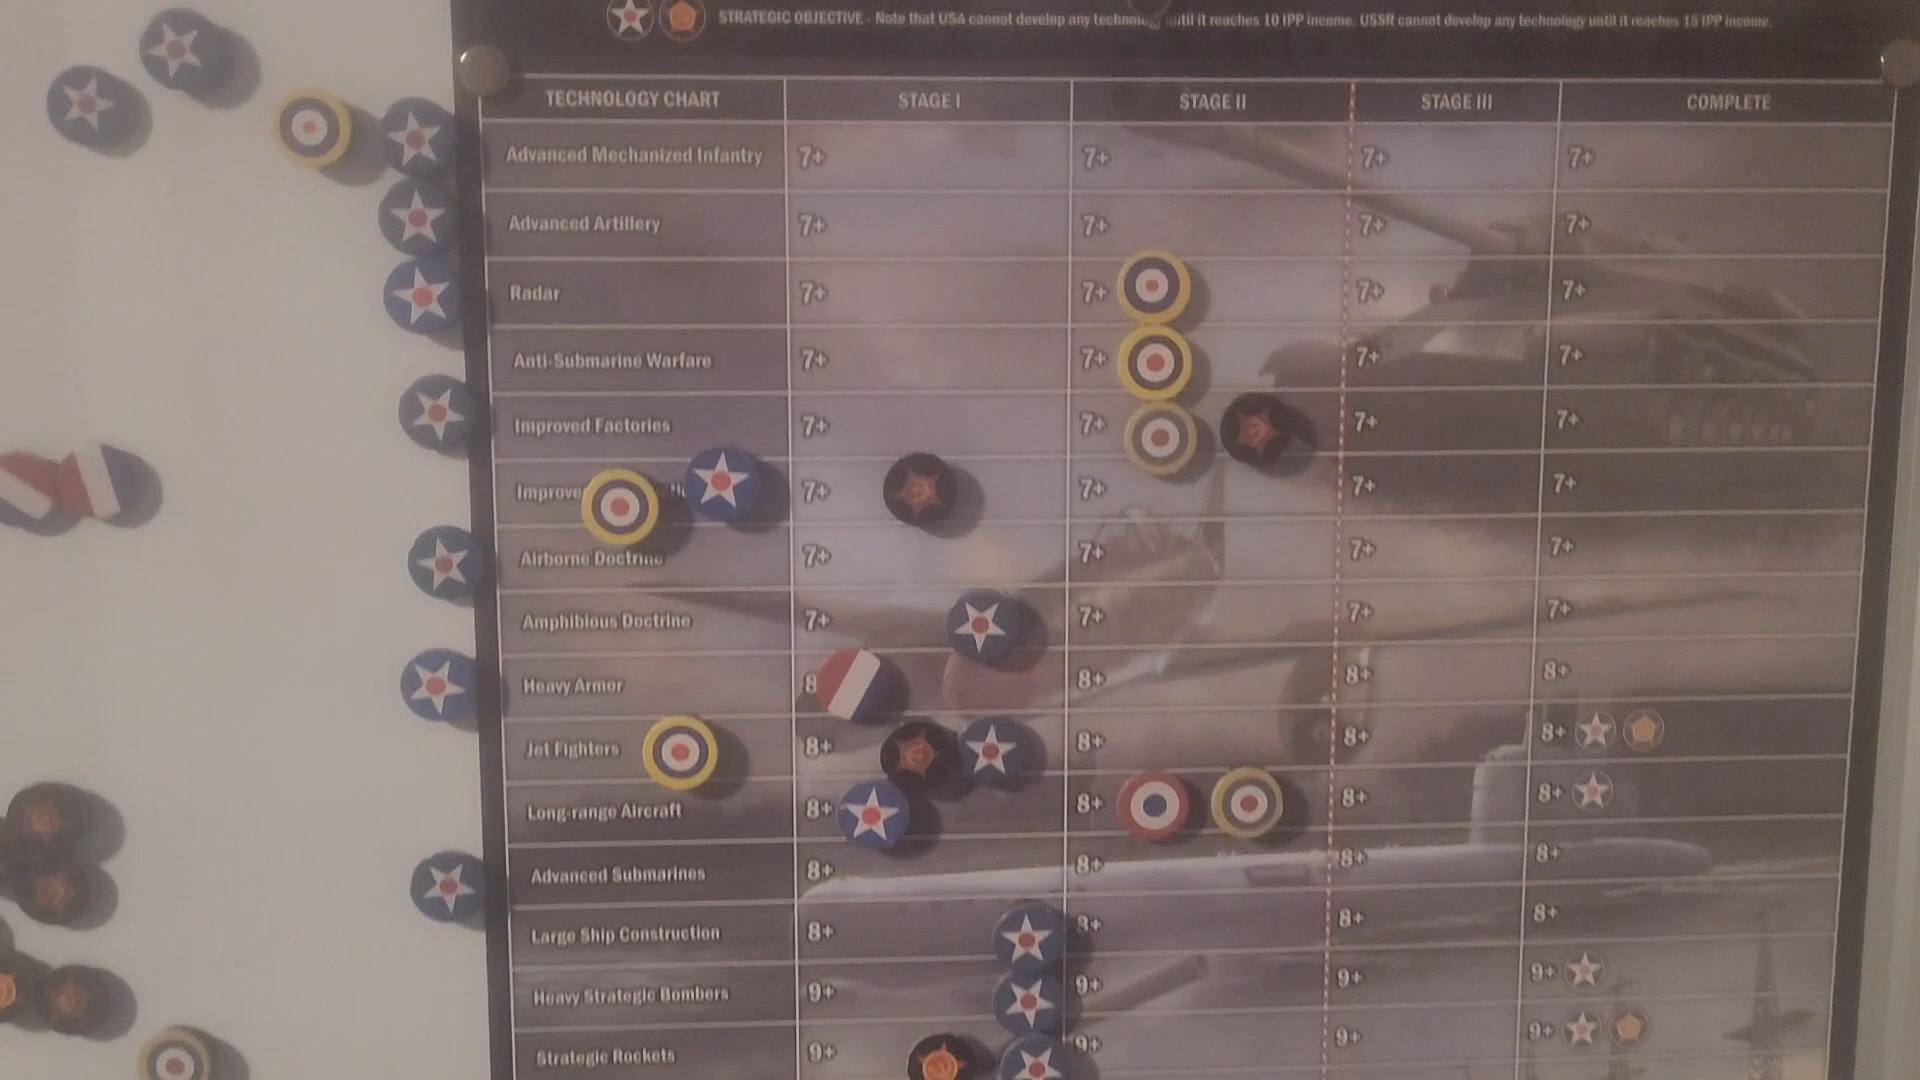 STRATEGIC OBJECTIVE - Note that USA cannot develop any until it reaches 10 IPP income. USSR cannot develop any technology until it reaches 15 IPP income.
TECHNOLOGY CHART STAGE I STAGE II STAGE III COMPLETE
Advanced Mechanized Infantry 7+ 7+ 7+ 7+
Advanced Artillery 7+ 7+ 7+ 7+
Radar 7+ 7+ 7+ 7+
Anti-Submarine Warfare 7+ 7+ 7+ 7+
Improved Factories 7+ 7+ 7+ 7+
7+ 7+ 7+ 7+
Airborne Doctrine 7+ 7+ 7+ 7+
Amphibious Doctrine 7+ 7+ 7+ 7+
Heavy Armor 8 8+ 8+ 8+
Jet Fighters 8+ 8+ 8+ 8+
Long-range Aircraft 8+ 8+ 8+ 8+
Advanced Submarines 8+ 8+ 8+ 8+
Large Ship Construction 8+ 8+ 8+ 8+
Heavy Strategic Bombers 9+ 9+ 9+ 9+
Strategic Rockets 9+ 9+ 9+ 9+